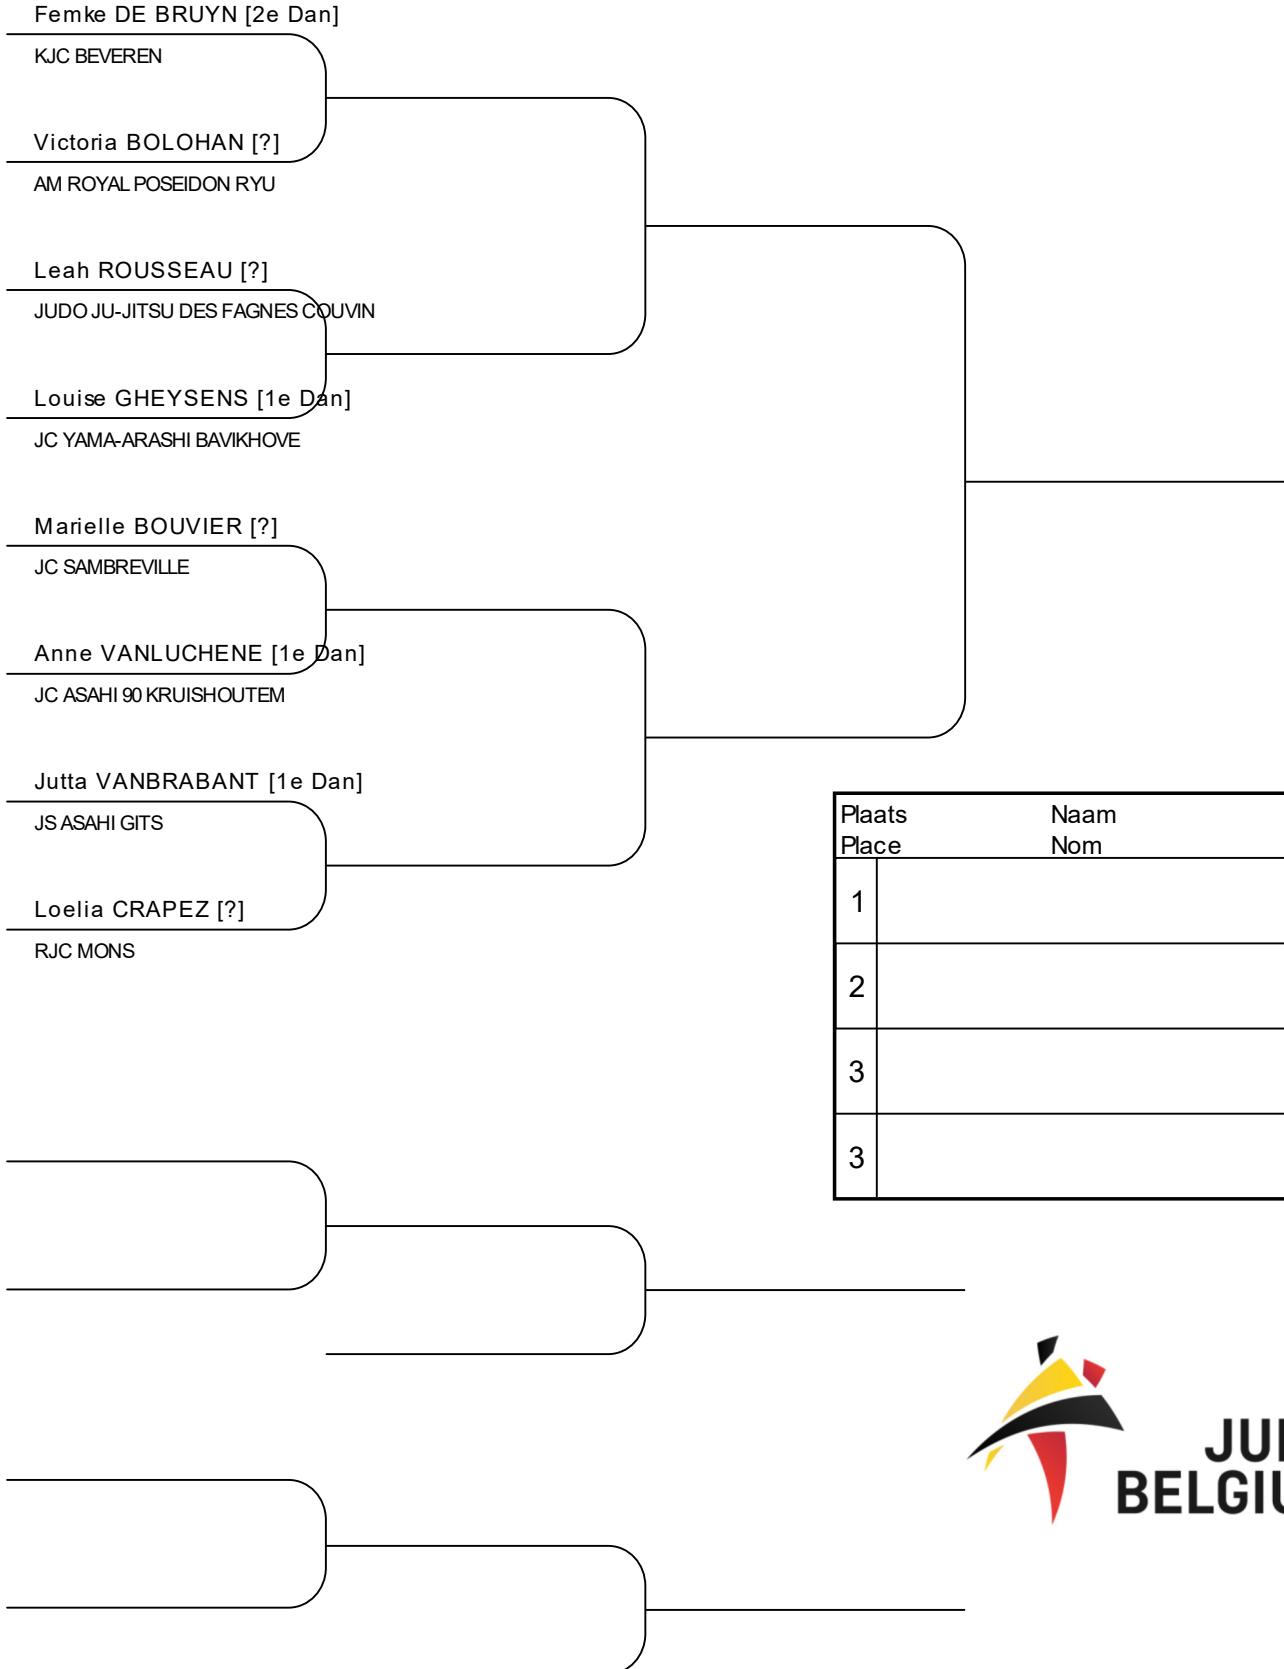 Femke DE BRUYN [2e Dan]
KJC BEVEREN
Victoria BOLOHAN [?]
AM ROYAL POSEIDON RYU
Leah ROUSSEAU [?]
JUDO JU-JITSU DES FAGNES COUVIN
Louise GHEYSENS [1e Dan]
JC YAMA-ARASHI BAVIKHOVE
Marielle BOUVIER [?]
JC SAMBREVILLE
Anne VANLUCHENE [1e Dan]
JC ASAHI 90 KRUISHOUTEM
Jutta VANBRABANT [1e Dan]
JS ASAHI GITS
Loelia CRAPEZ [?]
RJC MONS
Plaats Naam
Place Nom
1
2
3
3